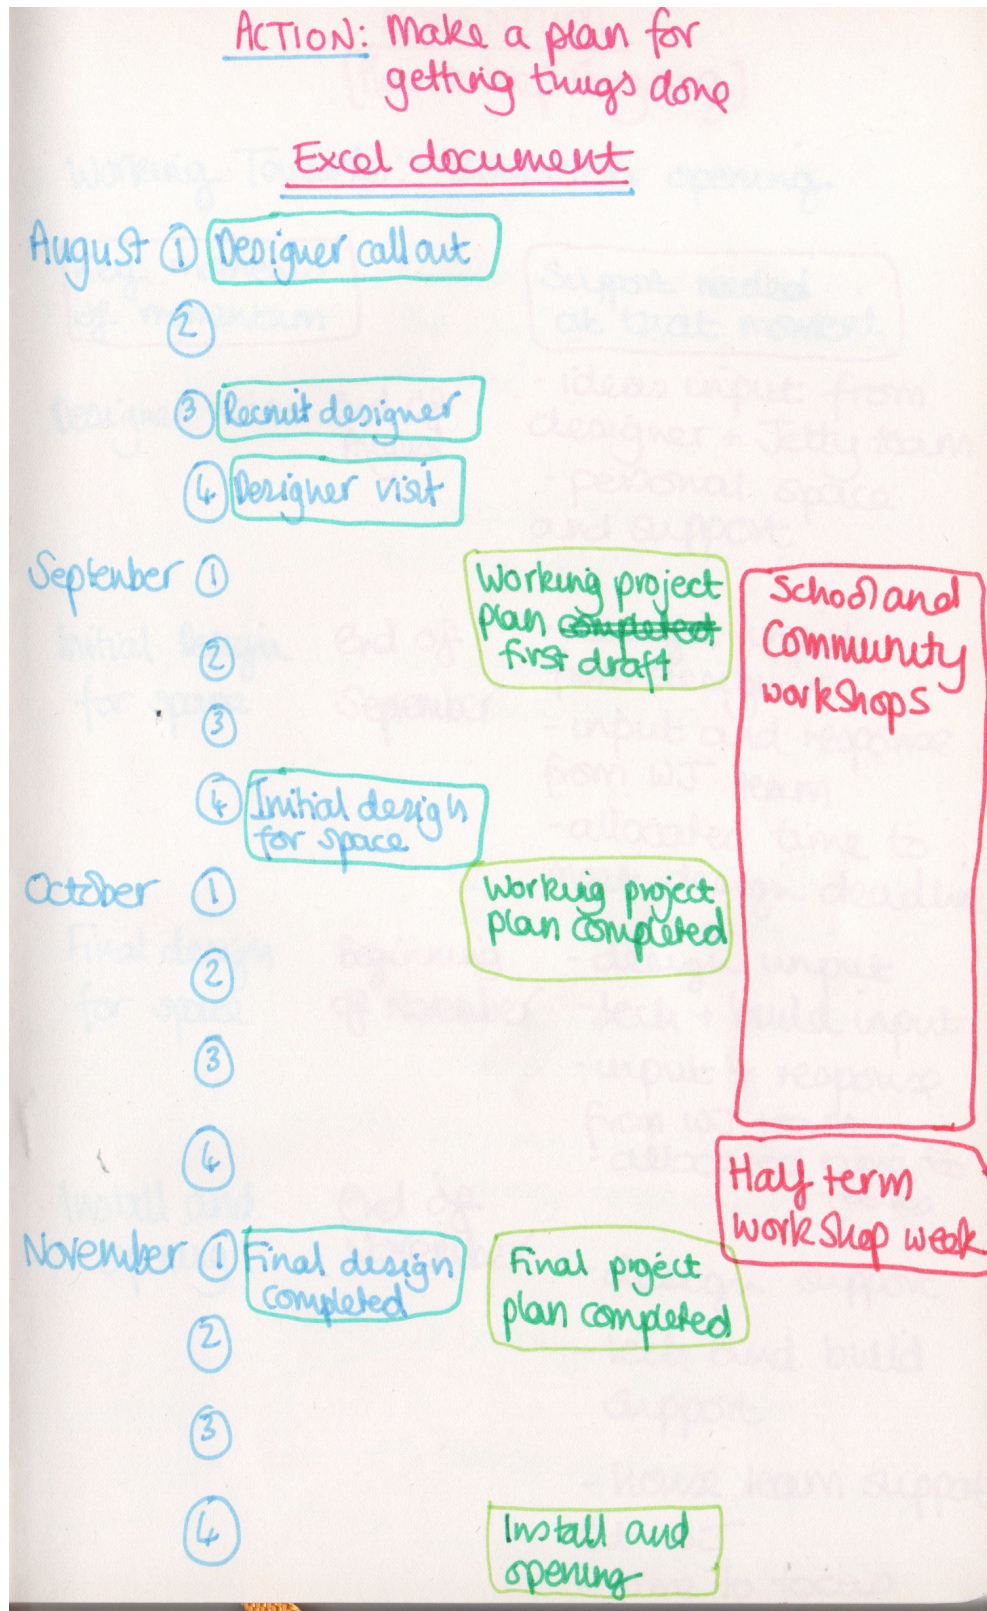 ACTION: Make a plan for
getting things done
Excel document
August 1 Designer call out
2
3 Recruit designer
4 Designer visit
September 1
Working project
plan completed
first draft
School and
Community
workshops
2
3
4 Initial design
for space
October 1
Working project
plan completed
2
3
4
Half term
workshop week
November 1 Final design
completed
Final project
plan completed
2
3
4
Install and
opening